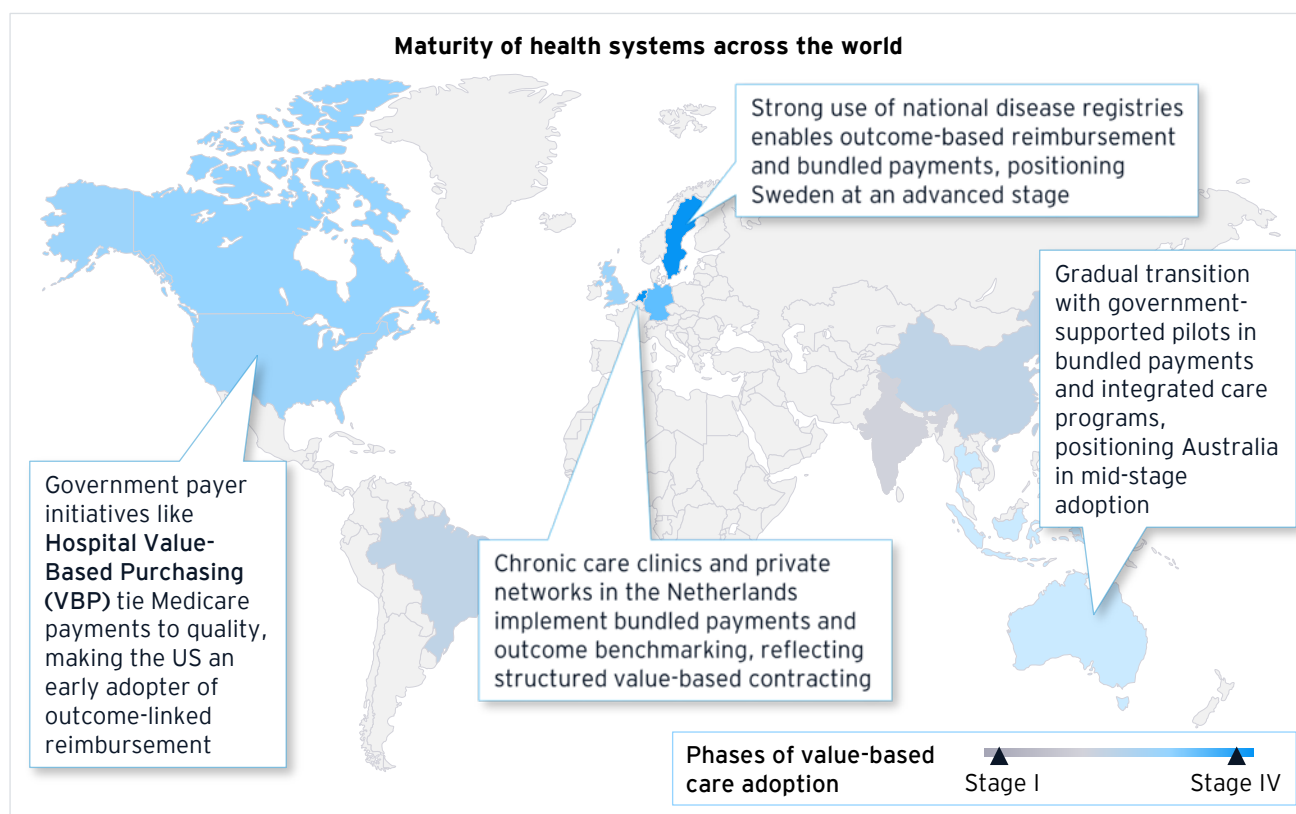 Maturity of health systems across the world
Strong use of national disease registries
enables outcome-based reimbursement
and bundled payments, positioning
Sweden at an advanced stage
Gradual transition
with government-
supported pilots in
bundled payments
and integrated care
programs,
positioning Australia
in mid-stage
adoption
Government payer
initiatives like
Hospital Value-
Based Purchasing
(VBP) tie Medicare
payments to quality,
making the US an
early adopter of
outcome-linked
reimbursement
Chronic care clinics and private
networks in the Netherlands
implement bundled payments and
outcome benchmarking, reflecting
structured value-based contracting
Phases of value-based
care adoption
Stage I
Stage IV